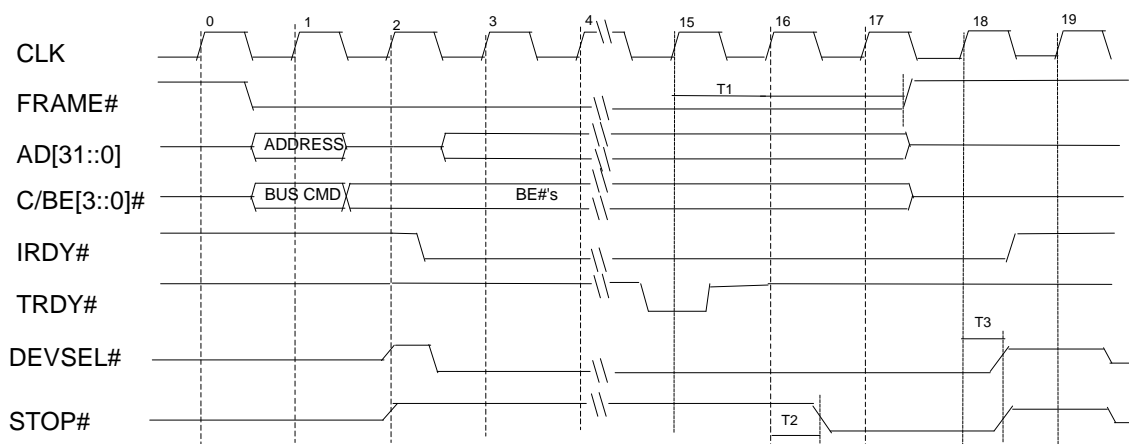 0 1 2 3 4 15 16 17 18 19
CLK
FRAME#
T1
AD[31::0]
ADDRESS
C/BE[3::0]#
BUS CMD
BE#'s
IRDY#
TRDY#
T3
DEVSEL#
STOP#
T2